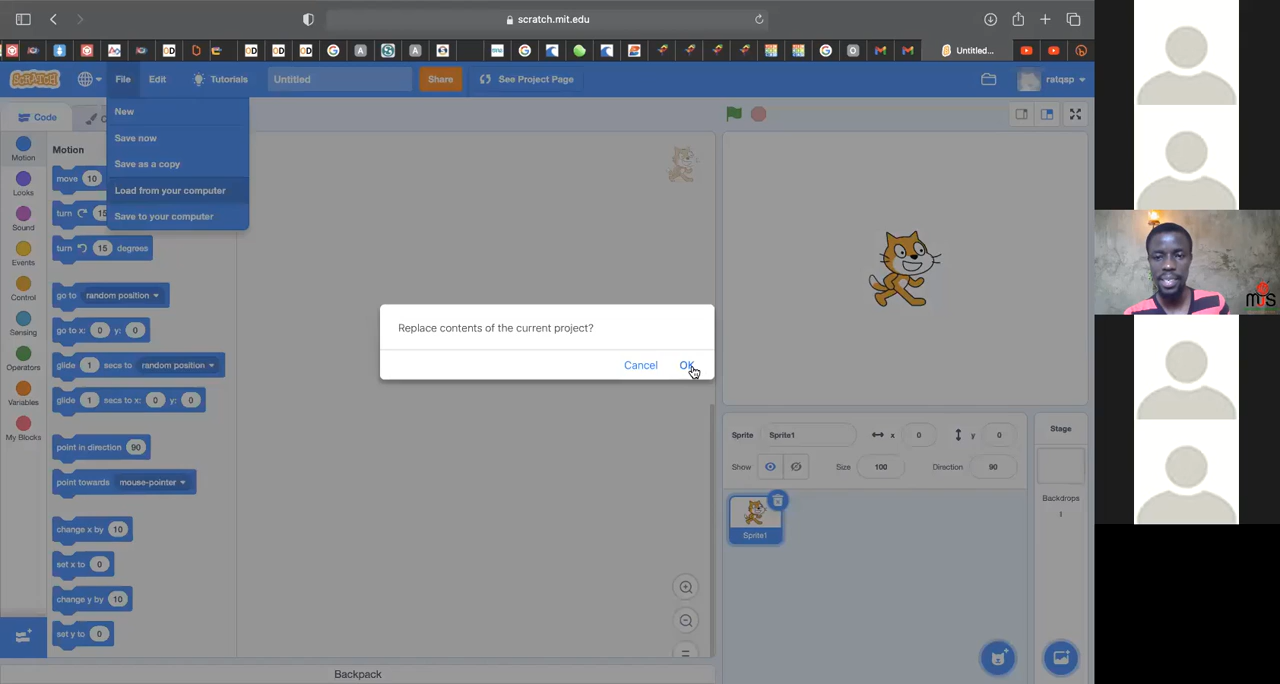 scratch.mit.edu
Untitled...
SCRATCH
File
Edit
Tutorials
Untitled
Share
See Project Page
ratqsp
New
Save now
Save as a copy
Load from your computer
Save to your computer
Code
Motion
Looks
Sound
Events
Control
Sensing
Operators
Variables
My Blocks
Motion
move 10
turn 15
turn 15 degrees
go to random position
go to x: 0 y: 0
glide 1 secs to random position
glide 1 secs to x: 0 y: 0
point in direction 90
point towards mouse-pointer
change x by 10
set x to 0
change y by 10
set y to 0
Replace contents of the current project?
Cancel OK
Sprite Sprite1 x 0 y 0
Show Size 100 Direction 90
Sprite1
Stage
Backdrops
1
Backpack